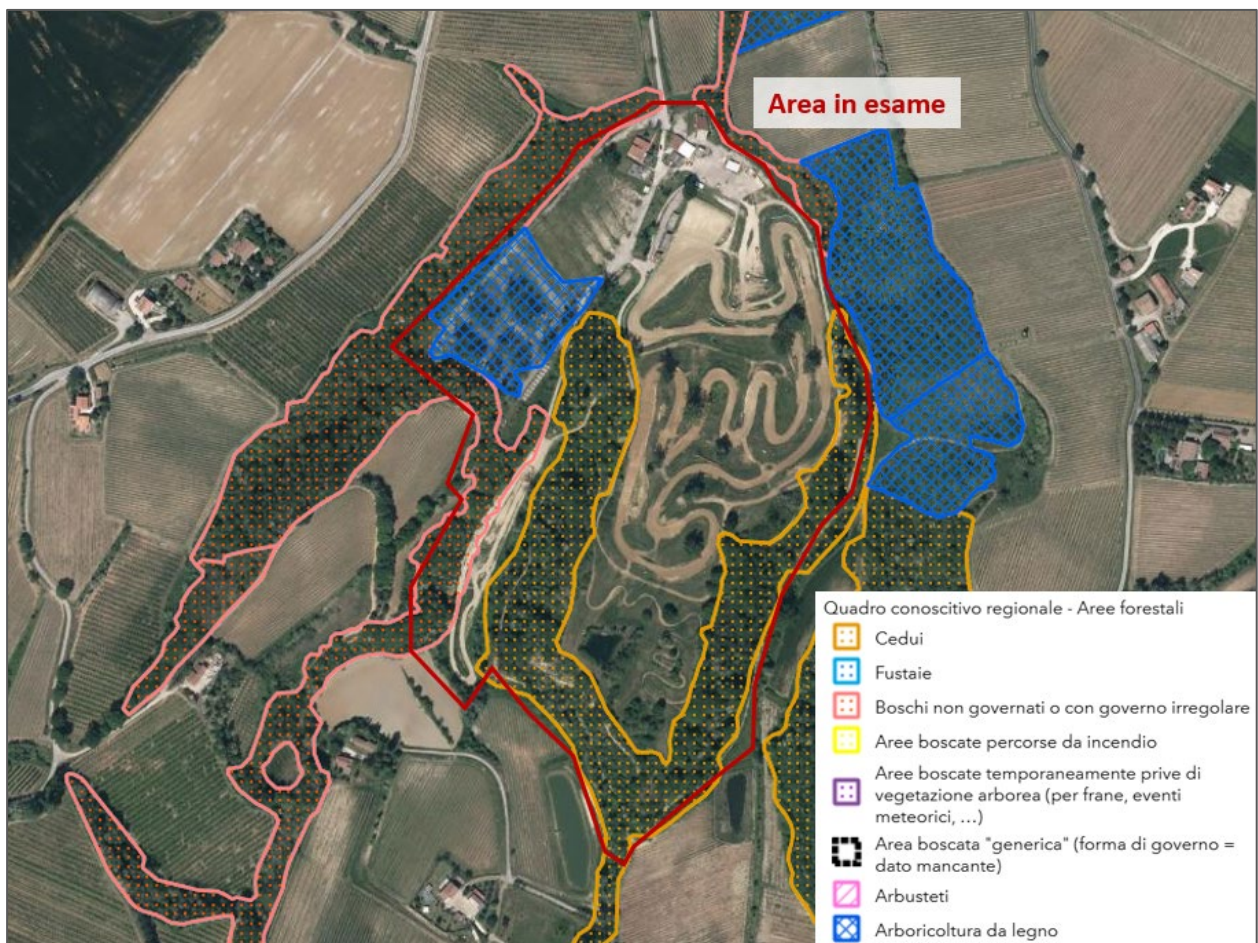 Area in esame
Quadro conoscitivo regionale - Aree forestali
Cedui
Fustaie
Boschi non governati o con governo irregolare
Aree boscate percorse da incendio
Aree boscate temporaneamente prive di
vegetazione arborea (per frane, eventi
meteorici, ...)
Area boscata "generica" (forma di governo =
dato mancante)
Arbusteti
Arboricoltura da legno